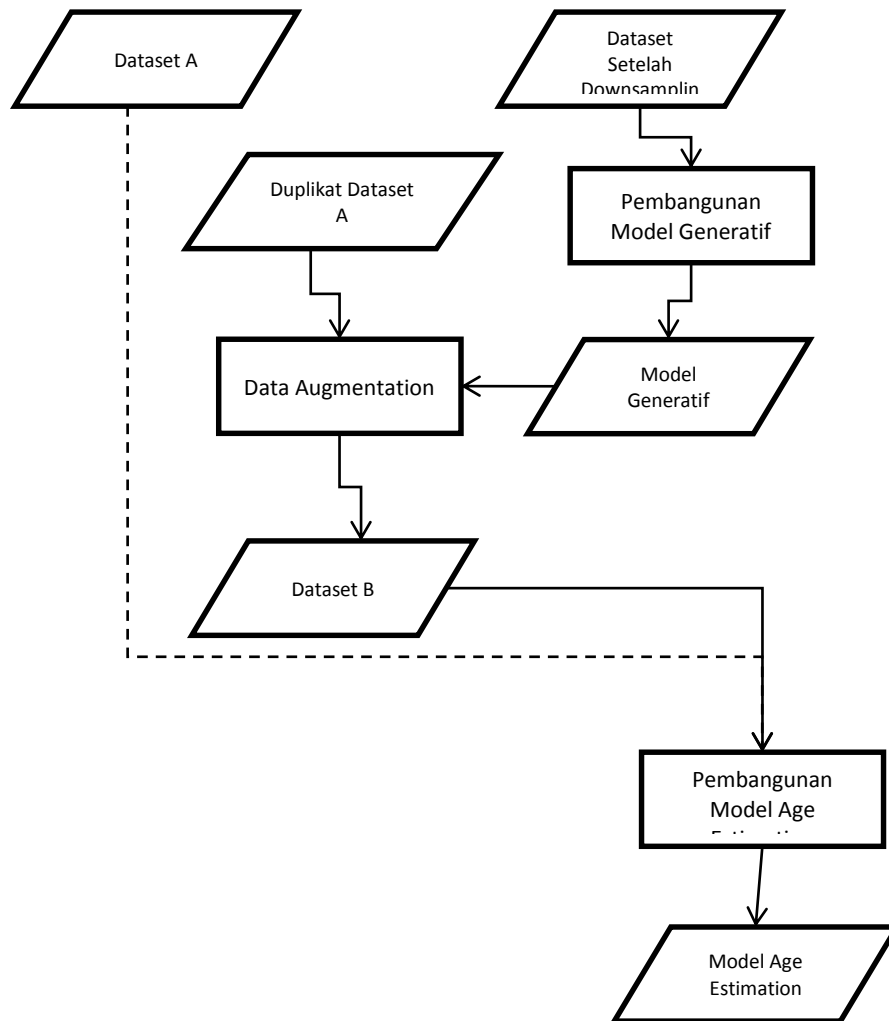 Dataset A
Dataset
Setelah
Downsamplin
Duplikat Dataset
A
Pembangunan
Model Generatif
Data Augmentation
Model
Generatif
Dataset B
Pembangunan
Model Age
Model Age
Estimation